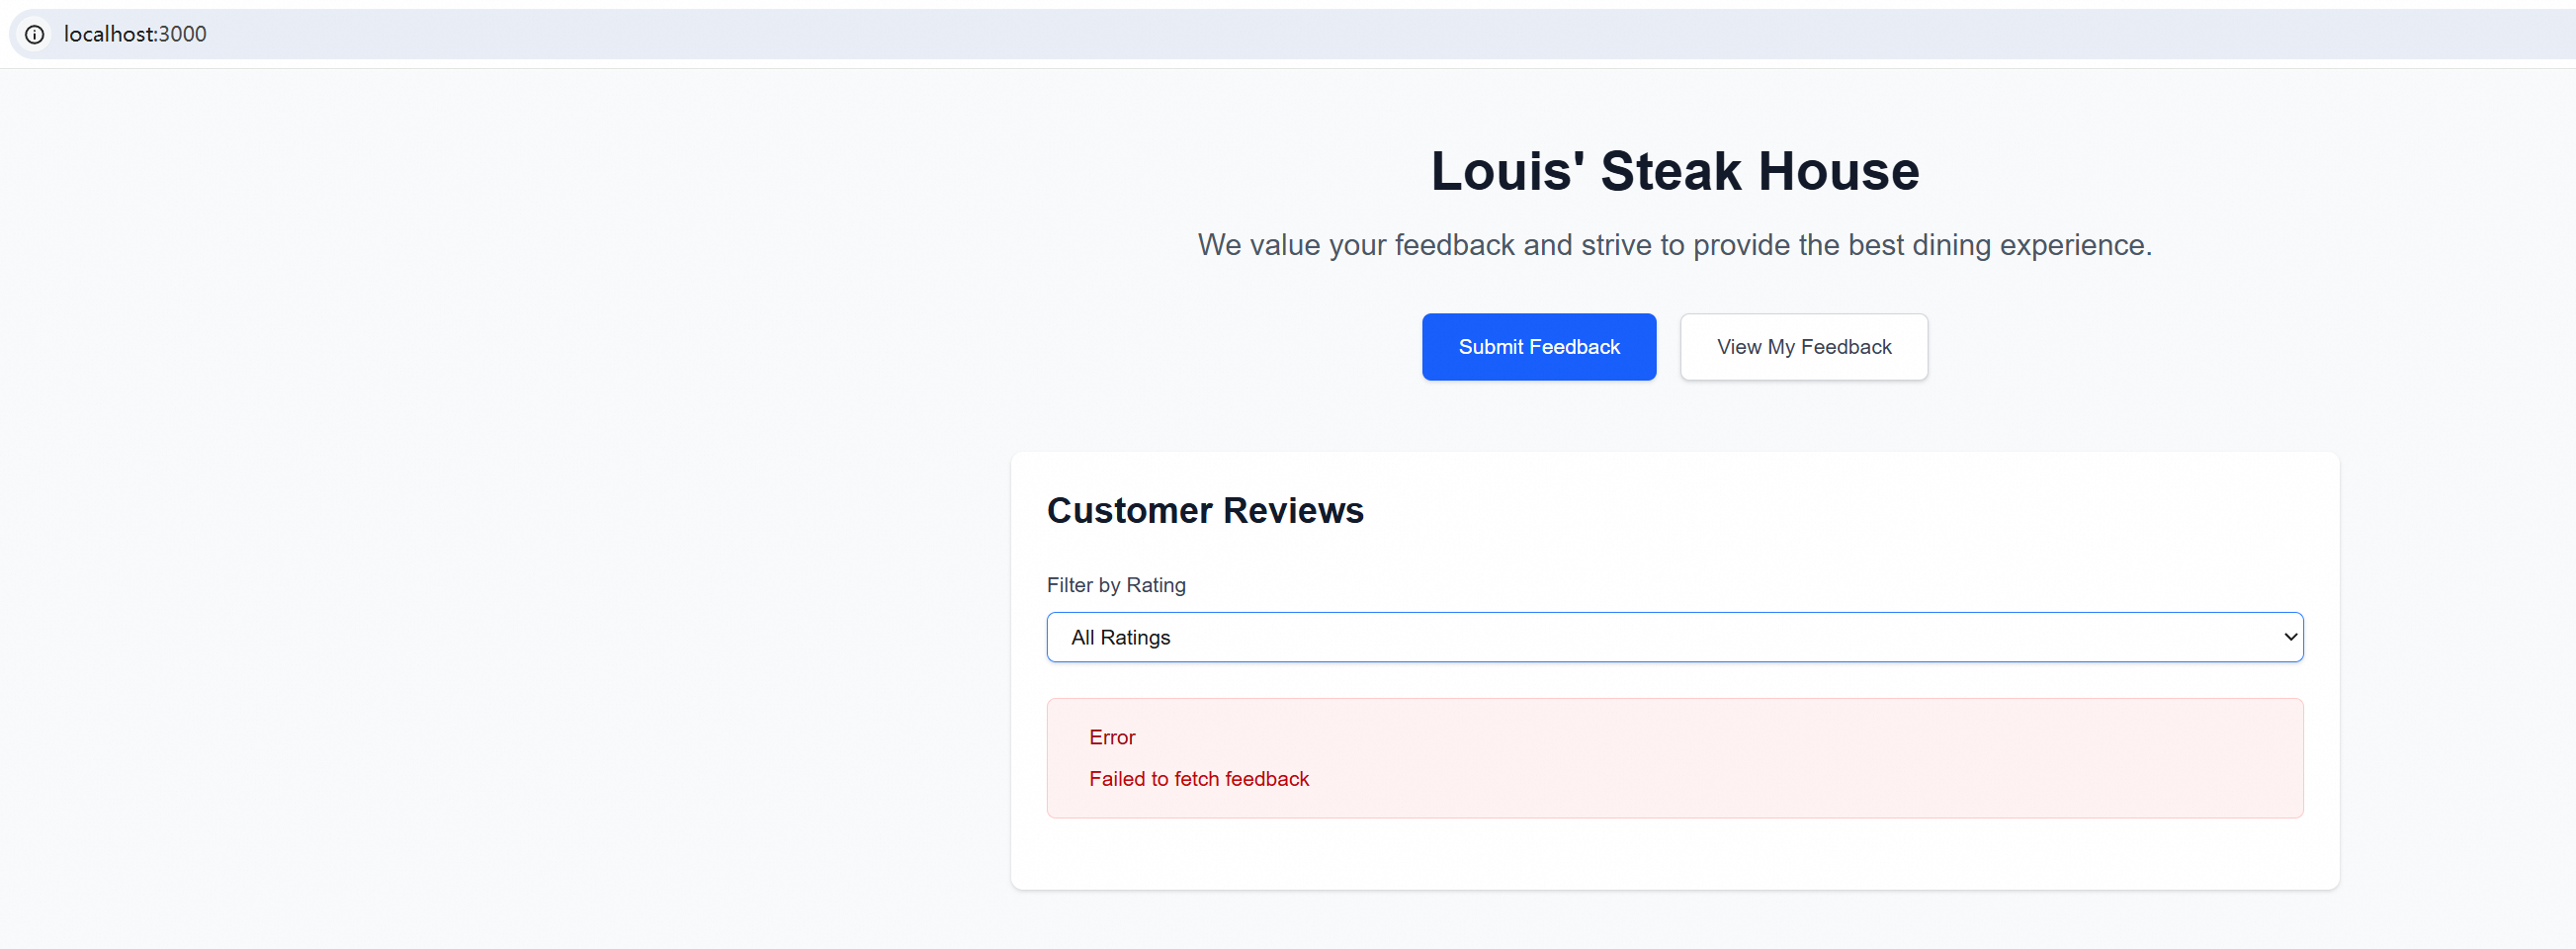 localhost:3000
Louis' Steak House
We value your feedback and strive to provide the best dining experience.
Submit Feedback
View My Feedback
Customer Reviews
Filter by Rating
All Ratings
Error
Failed to fetch feedback